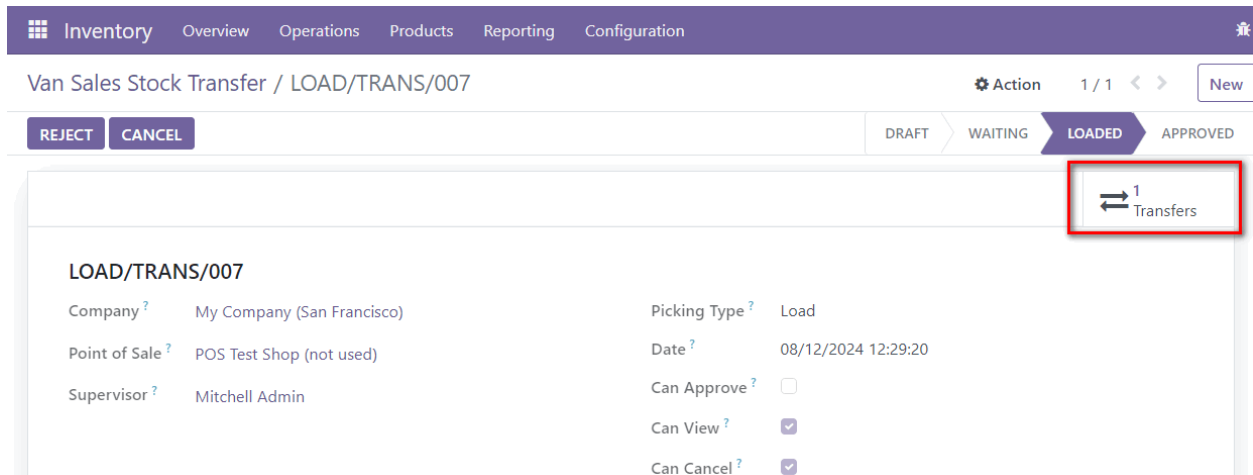 Inventory Overview Operations Products Reporting Configuration
Van Sales Stock Transfer / LOAD/TRANS/007 Action 1 / 1 New
REJECT CANCEL DRAFT WAITING LOADED APPROVED
1
Transfers
LOAD/TRANS/007
Company ? My Company (San Francisco) Picking Type ? Load
Point of Sale ? POS Test Shop (not used) Date ? 08/12/2024 12:29:20
Supervisor ? Mitchell Admin Can Approve ?
Can View ?
Can Cancel ?